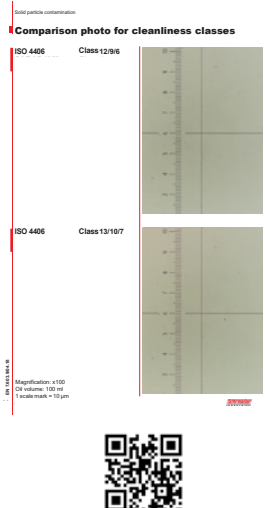 Solid particle contamination
Comparison photo for cleanliness classes
ISO 4406 Class 12/9/6
ISO 4406 Class 13/10/7
Magnification: x100
Oil volume: 100 ml
1 scale mark = 10 µm